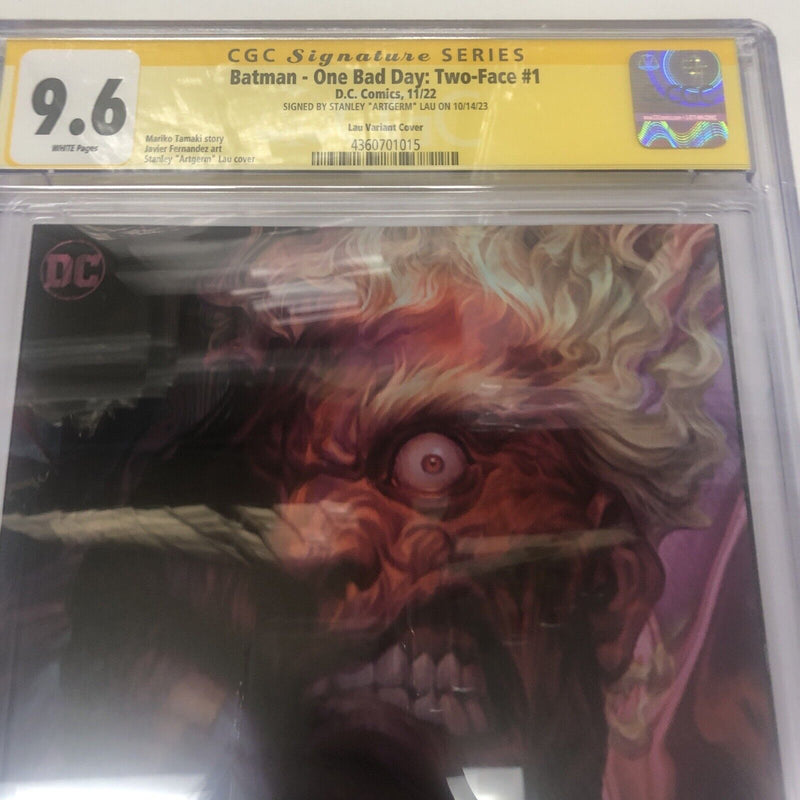 CGC Signature SERIES
Batman - One Bad Day: Two-Face #1
D.C. Comics, 11/22
SIGNED BY STANLEY "ARTGERM" LAU ON 10/14/23
Lau Variant Cover
4360701015
9.6
WHITE Pages
Mariko Tamaki story
Javier Fernandez art
Stanley "Artgerm" Lau cover
DC